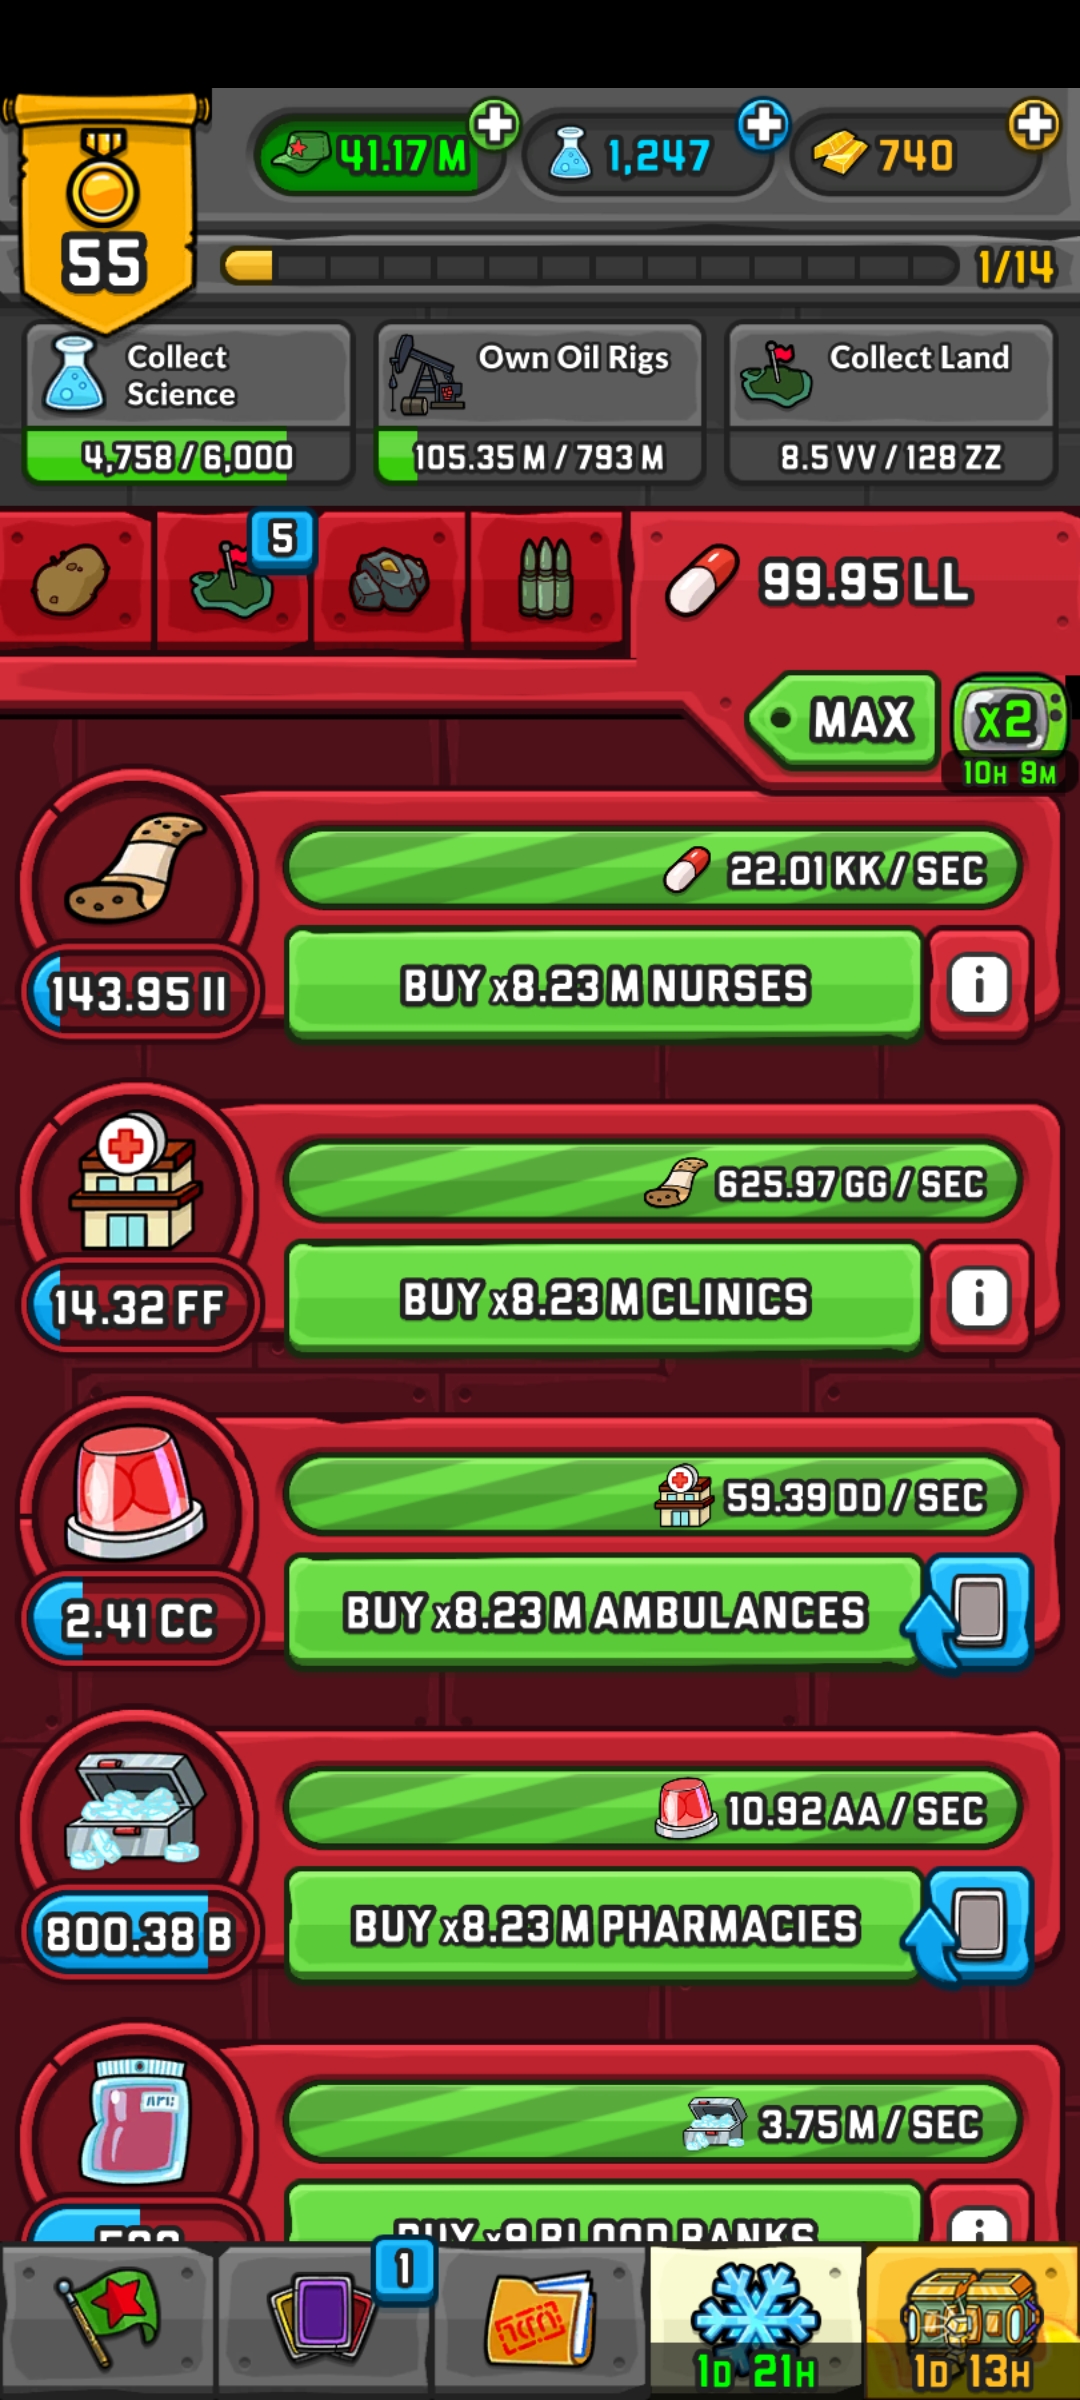 41.17 M
1,247
740
55
1/14
Collect Science
4,758 / 6,000
Own Oil Rigs
105.35 M / 793 M
Collect Land
8.5 VV / 128 ZZ
5
99.95 LL
MAX
x2
10H 9M
22.01 KK / SEC
143.95 II
BUY x8.23 M NURSES
i
625.97 GG / SEC
14.32 FF
BUY x8.23 M CLINICS
i
59.39 DD / SEC
2.41 CC
BUY x8.23 M AMBULANCES
10.92 AA / SEC
800.38 B
BUY x8.23 M PHARMACIES
3.75 M / SEC
BUY x9 BLOOD BANKS
i
1
1D 21H
1D 13H